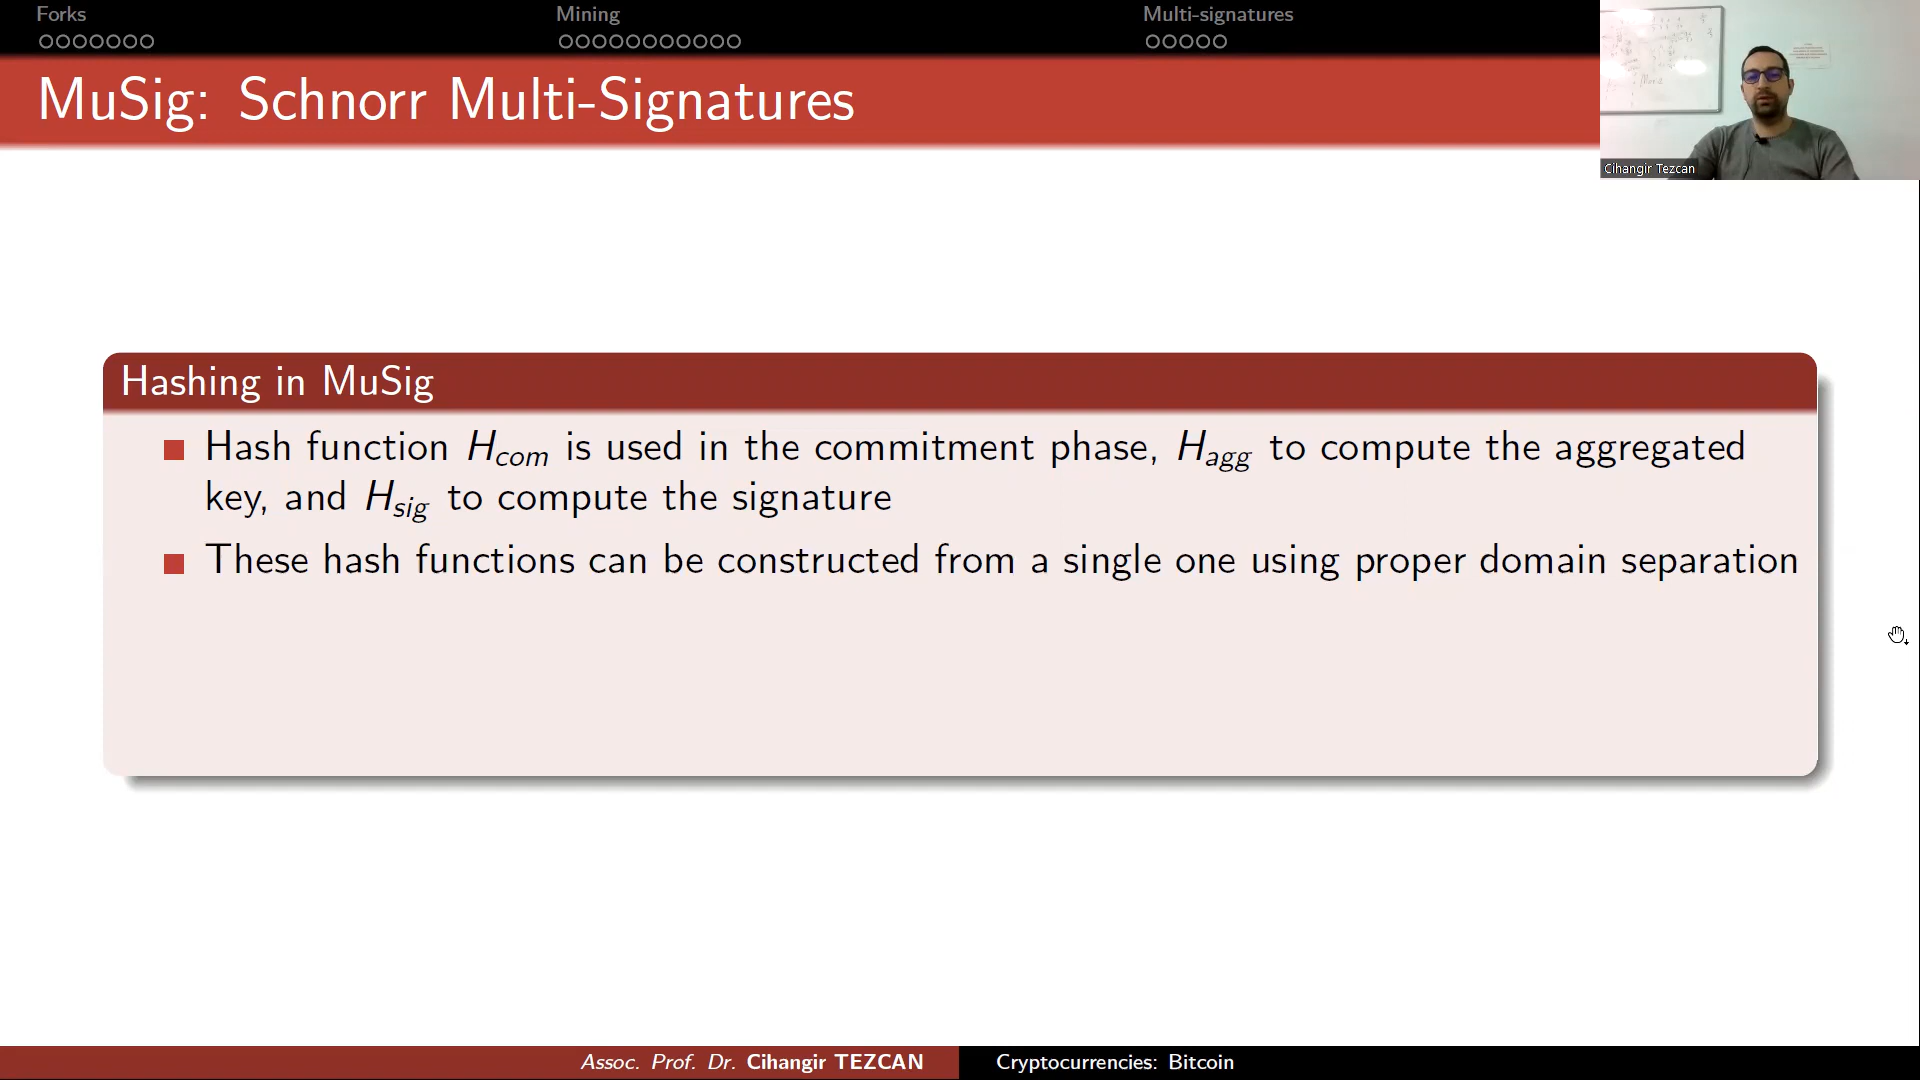 Forks
Mining
Multi-signatures
MuSig: Schnorr Multi-Signatures
Cihangir Tezcan
Hashing in MuSig
Hash function H_com is used in the commitment phase, H_agg to compute the aggregated
key, and H_sig to compute the signature
These hash functions can be constructed from a single one using proper domain separation
Assoc. Prof. Dr. Cihangir TEZCAN
Cryptocurrencies: Bitcoin